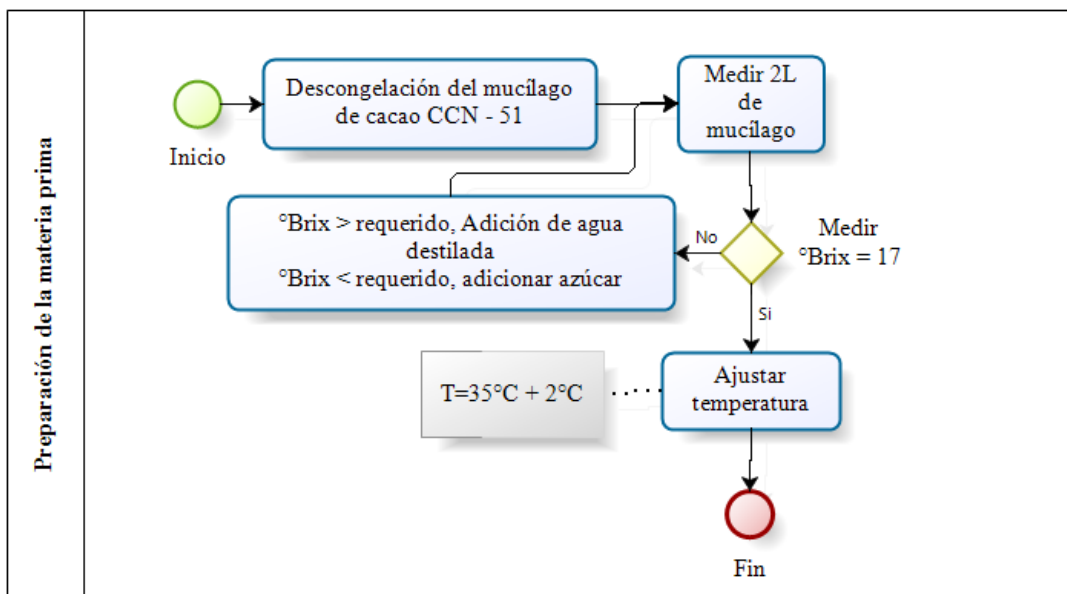 Preparación de la materia prima
Inicio
Descongelación del mucílago
de cacao CCN - 51
Medir 2L
de
mucílago
°Brix > requerido, Adición de agua
destilada
°Brix < requerido, adicionar azúcar
No
Medir
°Brix = 17
Si
T=35°C + 2°C
Ajustar
temperatura
Fin